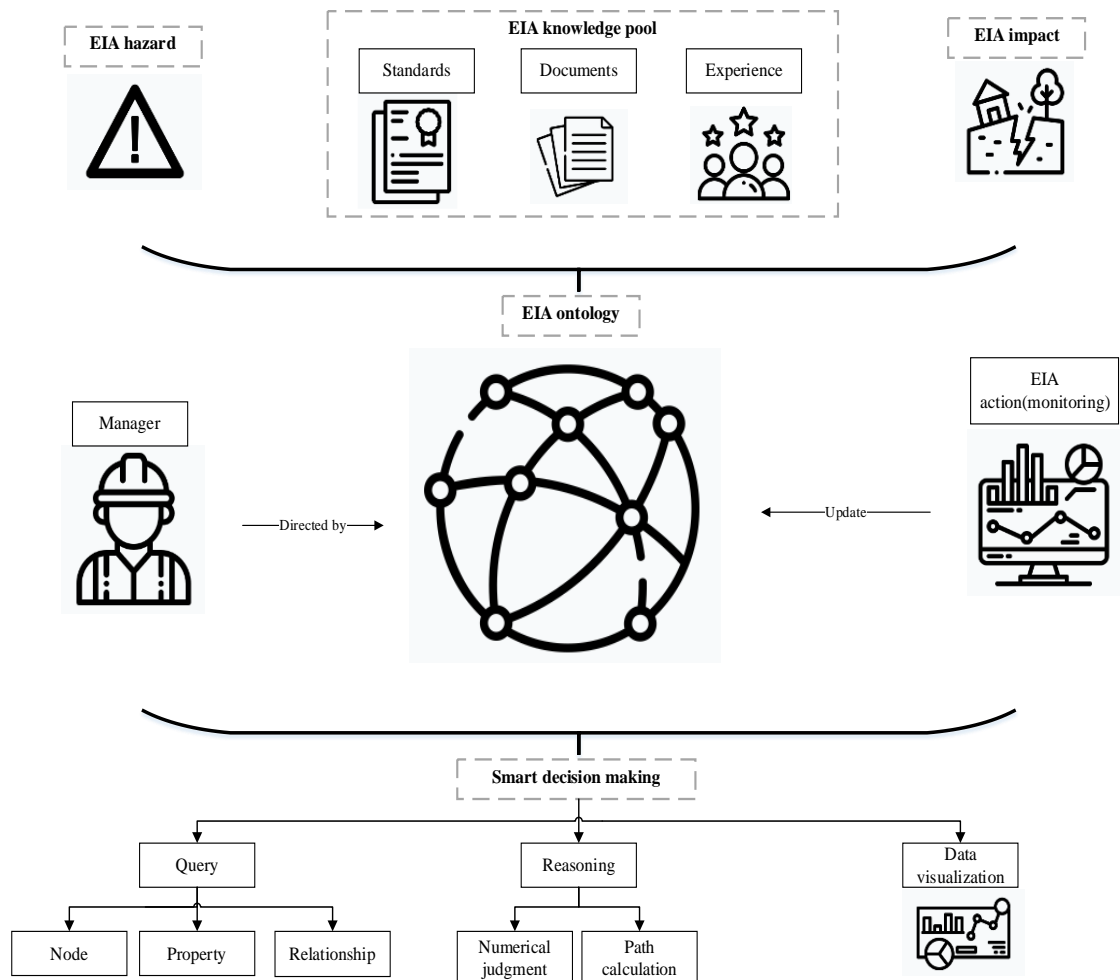 EIA hazard
EIA knowledge pool
EIA impact
Standards
Documents
Experience
EIA ontology
Manager
EIA
action(monitoring)
Directed by
Update
Smart decision making
Query
Reasoning
Data
visualization
Node
Property
Relationship
Numerical
judgment
Path
calculation